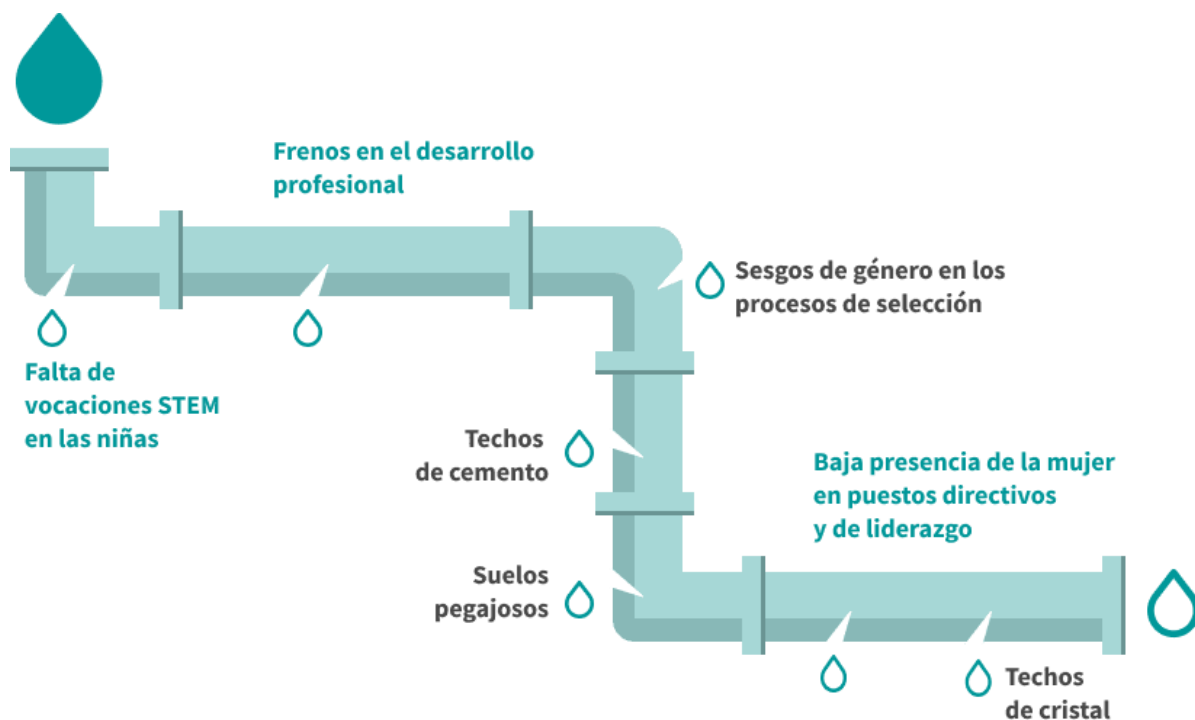 Frenos en el desarrollo
profesional
Sesgos de género en los
procesos de selección
Falta de
vocaciones STEM
en las niñas
Techos
de cemento
Baja presencia de la mujer
en puestos directivos
y de liderazgo
Suelos
pegajosos
Techos
de cristal